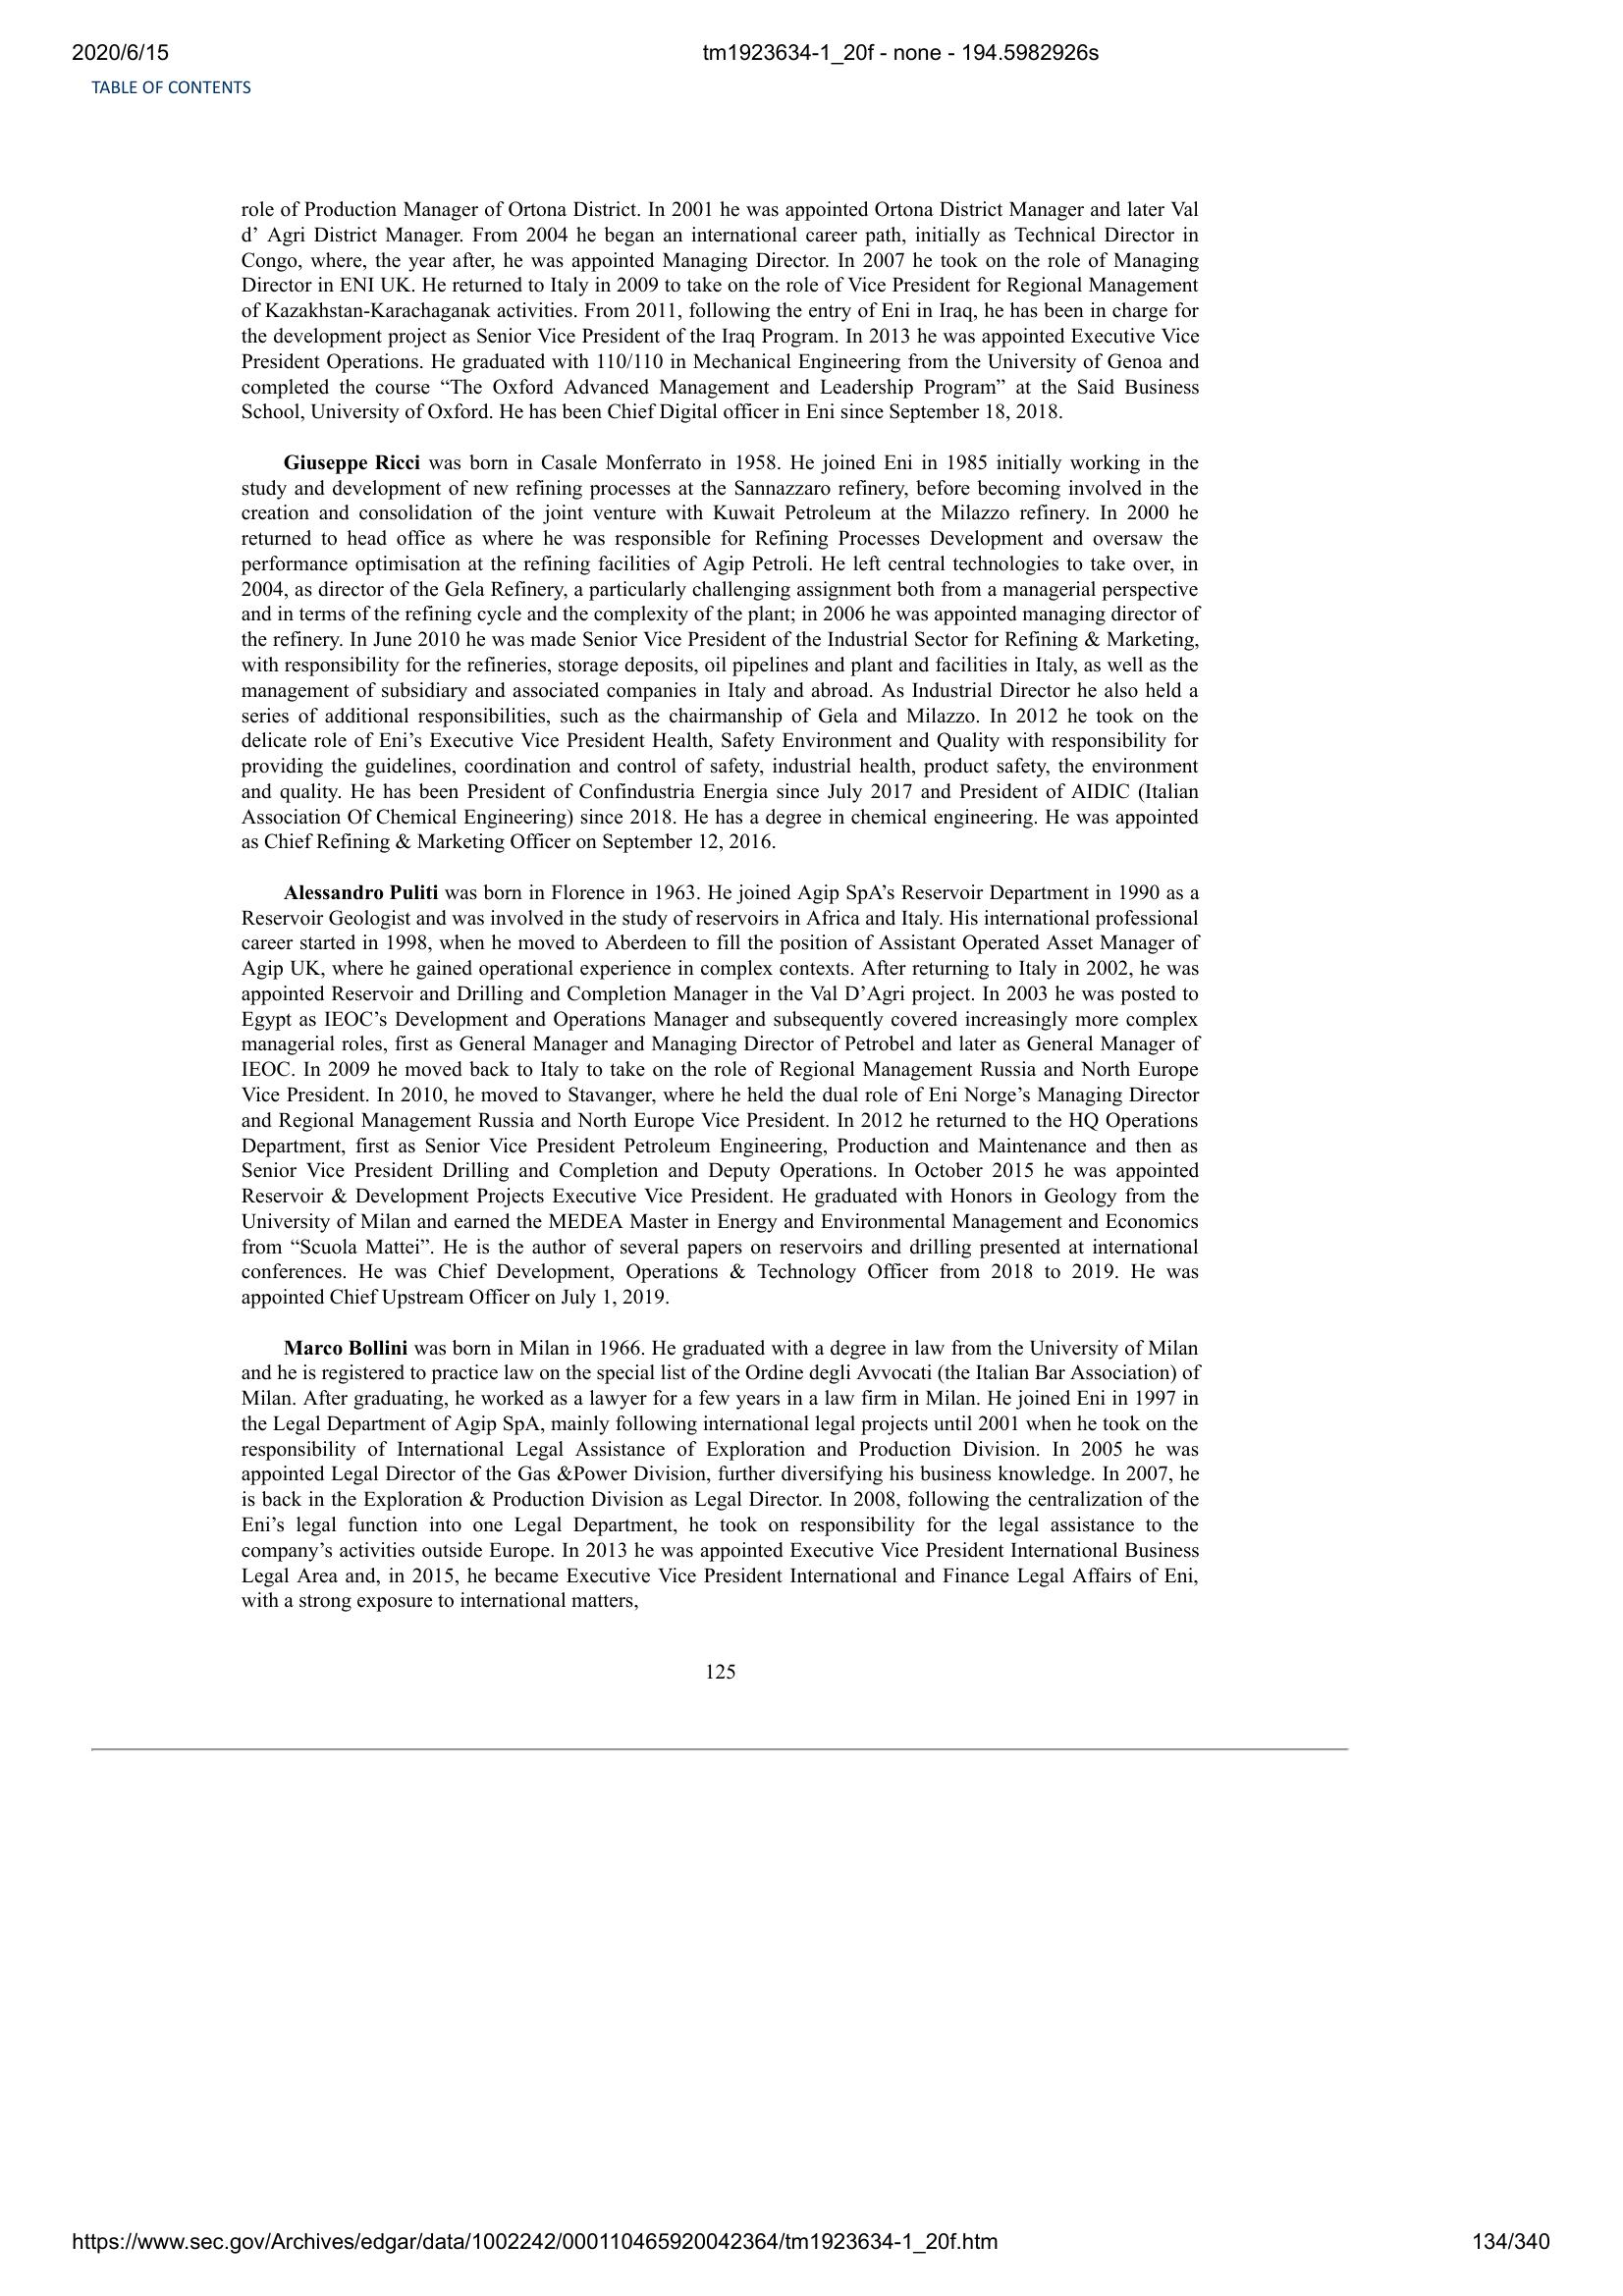 2020/6/15
tm1923634-1_20f - none - 194.5982926s
TABLE OF CONTENTS
role of Production Manager of Ortona District. In 2001 he was appointed Ortona District Manager and later Val
d’ Agri District Manager. From 2004 he began an international career path, initially as Technical Director in
Congo, where, the year after, he was appointed Managing Director. In 2007 he took on the role of Managing
Director in ENI UK. He returned to Italy in 2009 to take on the role of Vice President for Regional Management
of Kazakhstan-Karachaganak activities. From 2011, following the entry of Eni in Iraq, he has been in charge for
the development project as Senior Vice President of the Iraq Program. In 2013 he was appointed Executive Vice
President Operations. He graduated with 110/110 in Mechanical Engineering from the University of Genoa and
completed the course “The Oxford Advanced Management and Leadership Program” at the Said Business
School, University of Oxford. He has been Chief Digital officer in Eni since September 18, 2018.
Giuseppe Ricci was born in Casale Monferrato in 1958. He joined Eni in 1985 initially working in the
study and development of new refining processes at the Sannazzaro refinery, before becoming involved in the
creation and consolidation of the joint venture with Kuwait Petroleum at the Milazzo refinery. In 2000 he
returned to head office as where he was responsible for Refining Processes Development and oversaw the
performance optimisation at the refining facilities of Agip Petroli. He left central technologies to take over, in
2004, as director of the Gela Refinery, a particularly challenging assignment both from a managerial perspective
and in terms of the refining cycle and the complexity of the plant; in 2006 he was appointed managing director of
the refinery. In June 2010 he was made Senior Vice President of the Industrial Sector for Refining & Marketing,
with responsibility for the refineries, storage deposits, oil pipelines and plant and facilities in Italy, as well as the
management of subsidiary and associated companies in Italy and abroad. As Industrial Director he also held a
series of additional responsibilities, such as the chairmanship of Gela and Milazzo. In 2012 he took on the
delicate role of Eni’s Executive Vice President Health, Safety Environment and Quality with responsibility for
providing the guidelines, coordination and control of safety, industrial health, product safety, the environment
and quality. He has been President of Confindustria Energia since July 2017 and President of AIDIC (Italian
Association Of Chemical Engineering) since 2018. He has a degree in chemical engineering. He was appointed
as Chief Refining & Marketing Officer on September 12, 2016.
Alessandro Puliti was born in Florence in 1963. He joined Agip SpA’s Reservoir Department in 1990 as a
Reservoir Geologist and was involved in the study of reservoirs in Africa and Italy. His international professional
career started in 1998, when he moved to Aberdeen to fill the position of Assistant Operated Asset Manager of
Agip UK, where he gained operational experience in complex contexts. After returning to Italy in 2002, he was
appointed Reservoir and Drilling and Completion Manager in the Val D’Agri project. In 2003 he was posted to
Egypt as IEOC’s Development and Operations Manager and subsequently covered increasingly more complex
managerial roles, first as General Manager and Managing Director of Petrobel and later as General Manager of
IEOC. In 2009 he moved back to Italy to take on the role of Regional Management Russia and North Europe
Vice President. In 2010, he moved to Stavanger, where he held the dual role of Eni Norge’s Managing Director
and Regional Management Russia and North Europe Vice President. In 2012 he returned to the HQ Operations
Department, first as Senior Vice President Petroleum Engineering, Production and Maintenance and then as
Senior Vice President Drilling and Completion and Deputy Operations. In October 2015 he was appointed
Reservoir & Development Projects Executive Vice President. He graduated with Honors in Geology from the
University of Milan and earned the MEDEA Master in Energy and Environmental Management and Economics
from “Scuola Mattei”. He is the author of several papers on reservoirs and drilling presented at international
conferences. He was Chief Development, Operations & Technology Officer from 2018 to 2019. He was
appointed Chief Upstream Officer on July 1, 2019.
Marco Bollini was born in Milan in 1966. He graduated with a degree in law from the University of Milan
and he is registered to practice law on the special list of the Ordine degli Avvocati (the Italian Bar Association) of
Milan. After graduating, he worked as a lawyer for a few years in a law firm in Milan. He joined Eni in 1997 in
the Legal Department of Agip SpA, mainly following international legal projects until 2001 when he took on the
responsibility of International Legal Assistance of Exploration and Production Division. In 2005 he was
appointed Legal Director of the Gas &Power Division, further diversifying his business knowledge. In 2007, he
is back in the Exploration & Production Division as Legal Director. In 2008, following the centralization of the
Eni’s legal function into one Legal Department, he took on responsibility for the legal assistance to the
company’s activities outside Europe. In 2013 he was appointed Executive Vice President International Business
Legal Area and, in 2015, he became Executive Vice President International and Finance Legal Affairs of Eni,
with a strong exposure to international matters,
125
https://www.sec.gov/Archives/edgar/data/1002242/000110465920042364/tm1923634-1_20f.htm
134/340